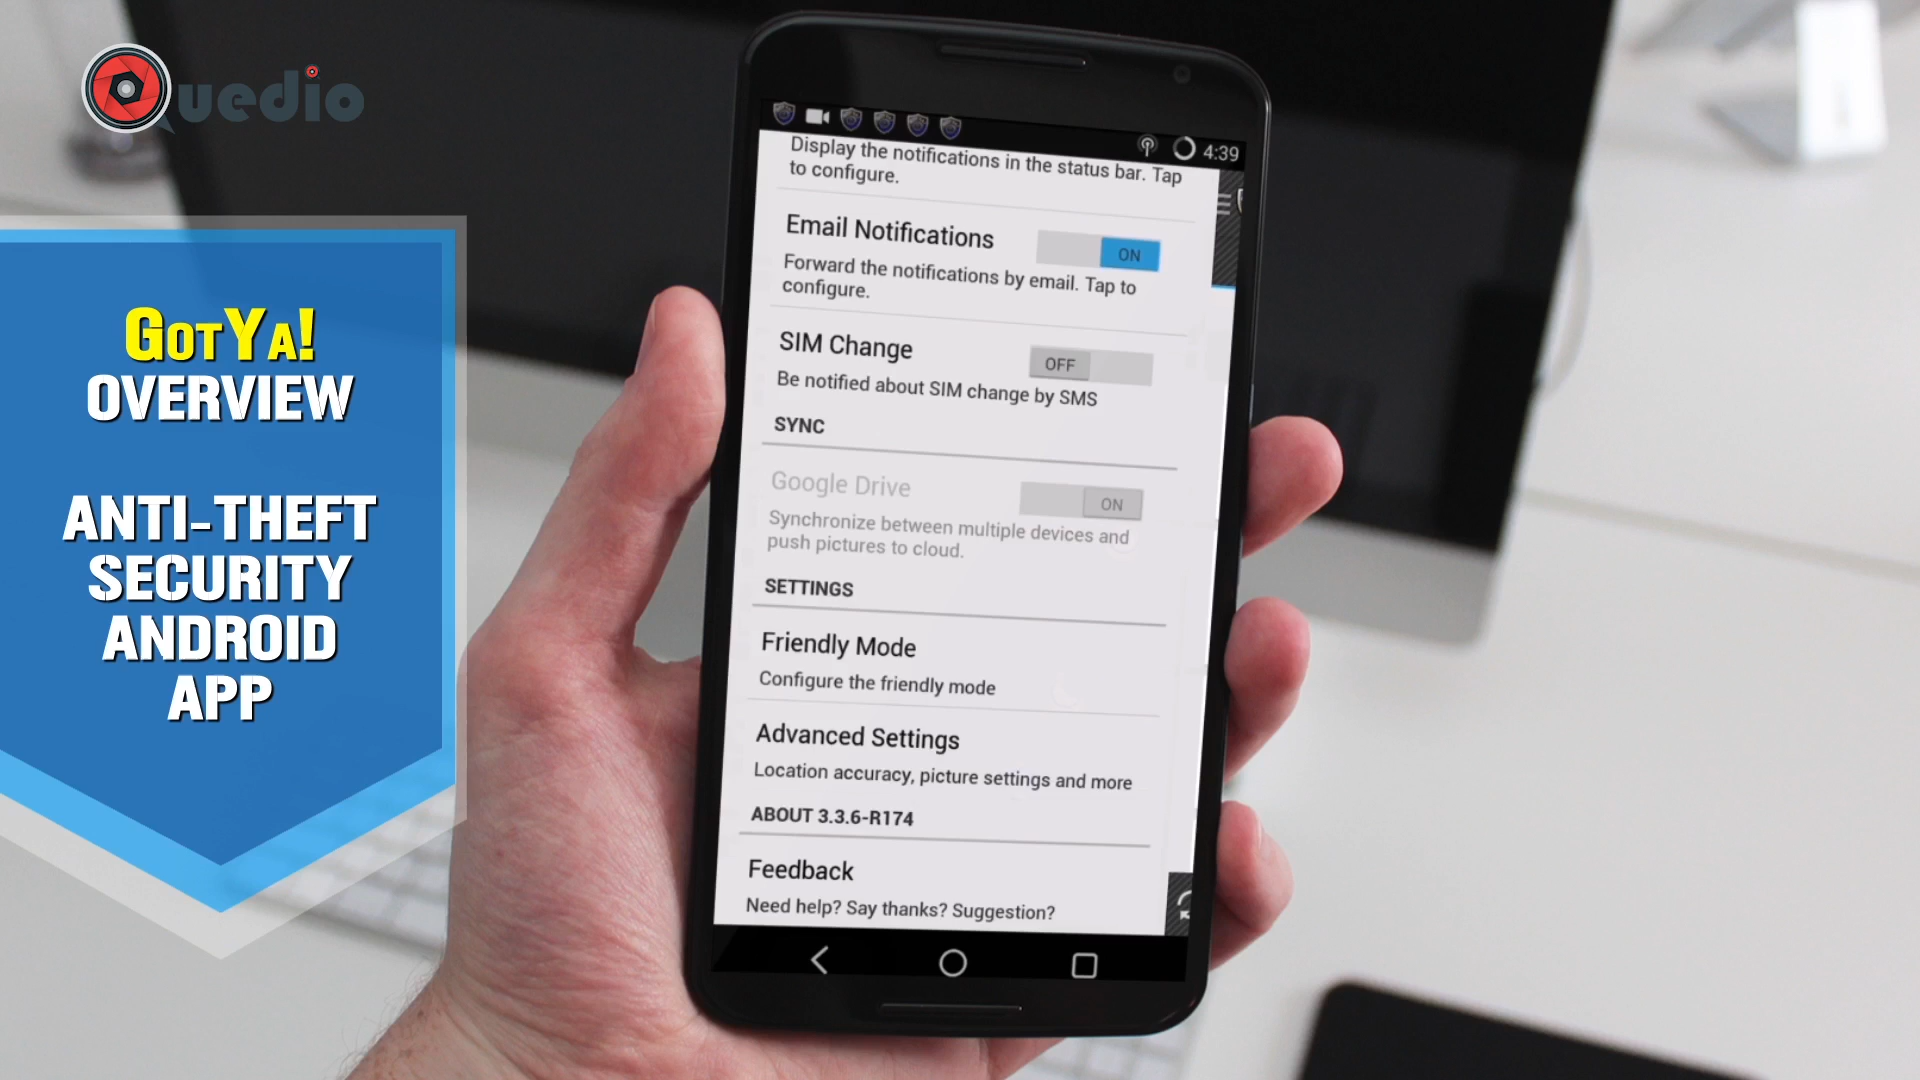 Quedio
GotYa!
OVERVIEW
ANTI-THEFT
SECURITY
ANDROID
APP
4:39
Display the notifications in the status bar. Tap
to configure.
Email Notifications
ON
Forward the notifications by email. Tap to
configure.
SIM Change
OFF
Be notified about SIM change by SMS
SYNC
Google Drive
ON
Synchronize between multiple devices and
push pictures to cloud.
SETTINGS
Friendly Mode
Configure the friendly mode
Advanced Settings
Location accuracy, picture settings and more
ABOUT 3.3.6-R174
Feedback
Need help? Say thanks? Suggestion?